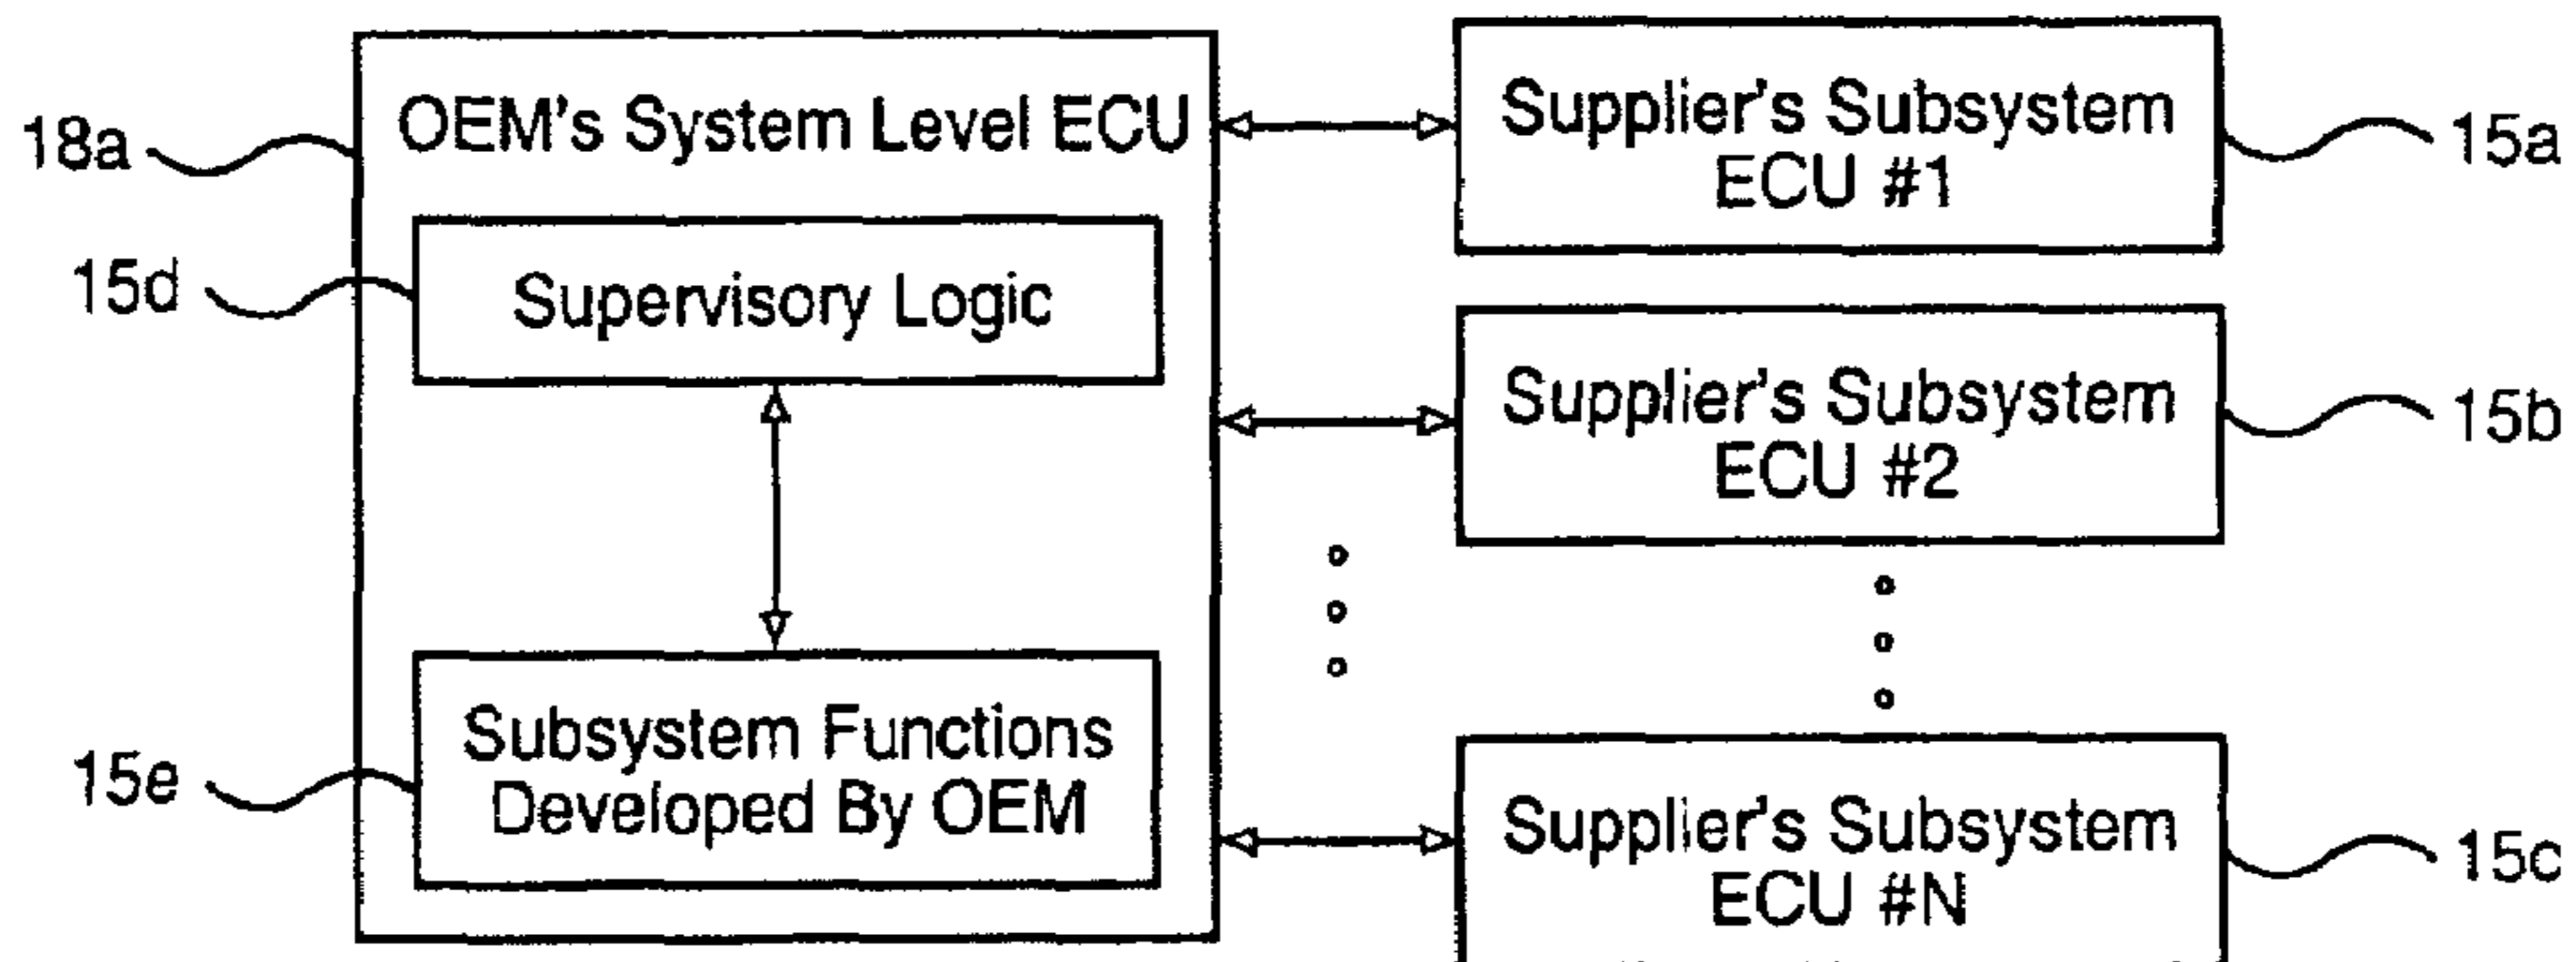 18a
OEM's System Level ECU
15d
Supervisory Logic
15e
Subsystem Functions
Developed By OEM
Supplier's Subsystem
ECU #1
15a
Supplier's Subsystem
ECU #2
15b
Supplier's Subsystem
ECU #N
15c